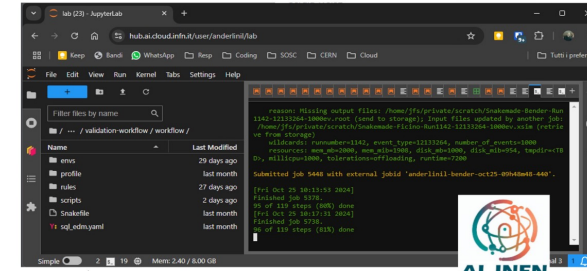 lab (23) - JupyterLab
hub.ai.cloud.infn.it/user/anderlinil/lab
Keep Bandi WhatsApp Resp Coding SOSC CERN Cloud Tutti i prefer
File Edit View Run Kernel Tabs Settings Help
Filter files by name
/ ··· / validation-workflow / workflow /
Name Last Modified
envs 29 days ago
profile last month
rules 27 days ago
scripts 2 days ago
Snakefile last month
sql_edm.yaml last month
reason: Missing output files: /home/jfs/private/scratch/Snakemade-Bender-Run
1142-12133264-1000ev.root (send to storage); Input files updated by another job:
/home/jfs/private/scratch/Snakemade-Ficino-Run1142-12133264-1000ev.xsim (retrie
ve from storage)
wildcards: runnumber=1142, event_type=12133264, number_of_events=1000
resources: mem_mb=2000, mem_mib=1908, disk_mb=1000, disk_mib=954, tmpdir=<TB
D>, millicpu=1000, tolerations=offloading, runtime=7200
Submitted job 5448 with external jobid 'anderlinil-bender-oct25-09h48m48-440'.
[Fri Oct 25 10:13:53 2024]
Finished job 5378.
95 of 119 steps (80%) done
[Fri Oct 25 10:17:31 2024]
Finished job 5738.
96 of 119 steps (81%) done
Simple Mem: 2.40 / 8.00 GB
AI_INFN